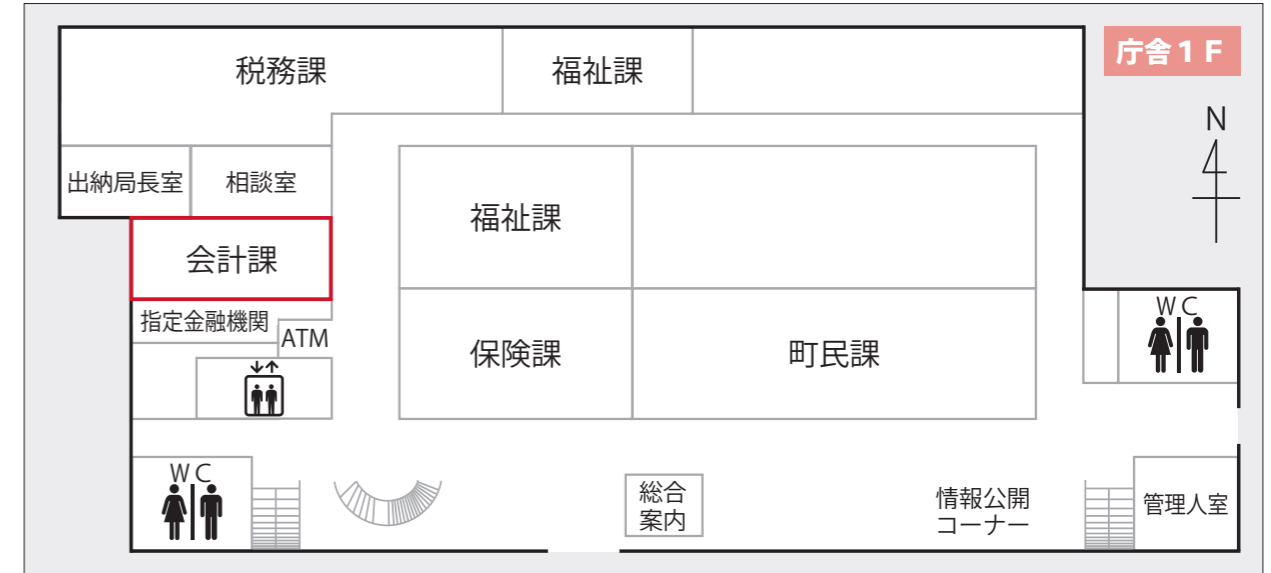 庁舎1F
N
税務課
福祉課
出納局長室
相談室
福祉課
会計課
指定金融機関
ATM
保険課
町民課
WC
WC
総合
案内
情報公開
コーナー
管理人室